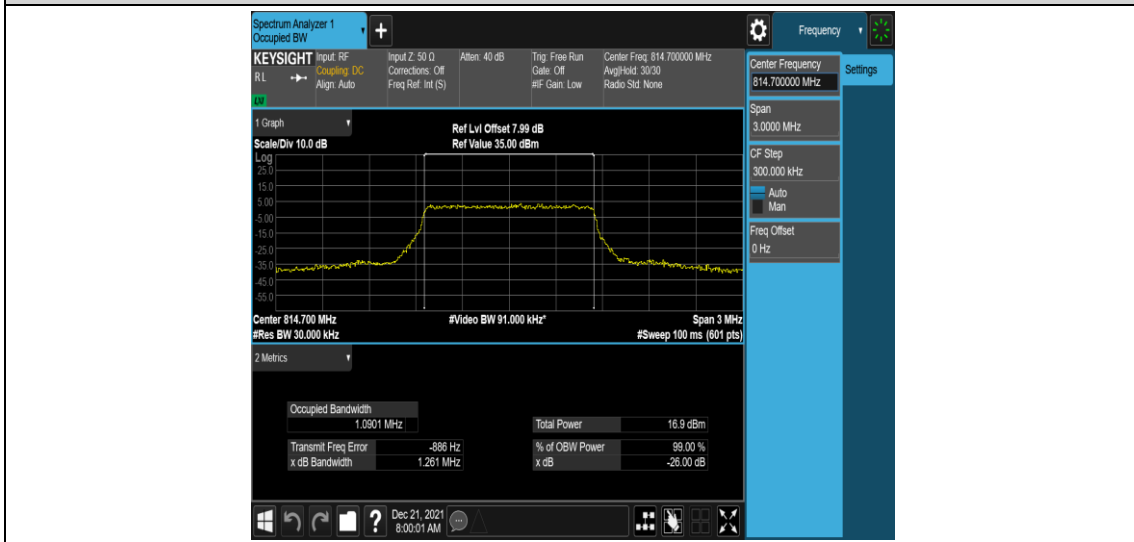 Spectrum Analyzer 1
Occupied BW
+
Frequency
KEYSIGHT
RL
LNI
Input: RF
Coupling: DC
Align: Auto
Input Z: 50 Ω
Corrections: Off
Freq Ref: Int (S)
Atten: 40 dB
Trig: Free Run
Gate: Off
#IF Gain: Low
Center Freq: 814.700000 MHz
Avg|Hold: 30/30
Radio Std: None
Center Frequency
814.700000 MHz
Settings
Span
3.0000 MHz
CF Step
300.000 kHz
Auto
Man
Freq Offset
0 Hz
1 Graph
Ref Lvl Offset 7.99 dB
Scale/Div 10.0 dB
Ref Value 35.00 dBm
Log
25.0
15.0
5.00
-5.00
-15.0
-25.0
-35.0
-45.0
-55.0
Center 814.700 MHz
#Video BW 91.000 kHz*
Span 3 MHz
#Res BW 30.000 kHz
#Sweep 100 ms (601 pts)
2 Metrics
Occupied Bandwidth
1.0901 MHz
Total Power 16.9 dBm
Transmit Freq Error -886 Hz
% of OBW Power 99.00 %
x dB Bandwidth 1.261 MHz
x dB -26.00 dB
?
Dec 21, 2021
8:00:01 AM